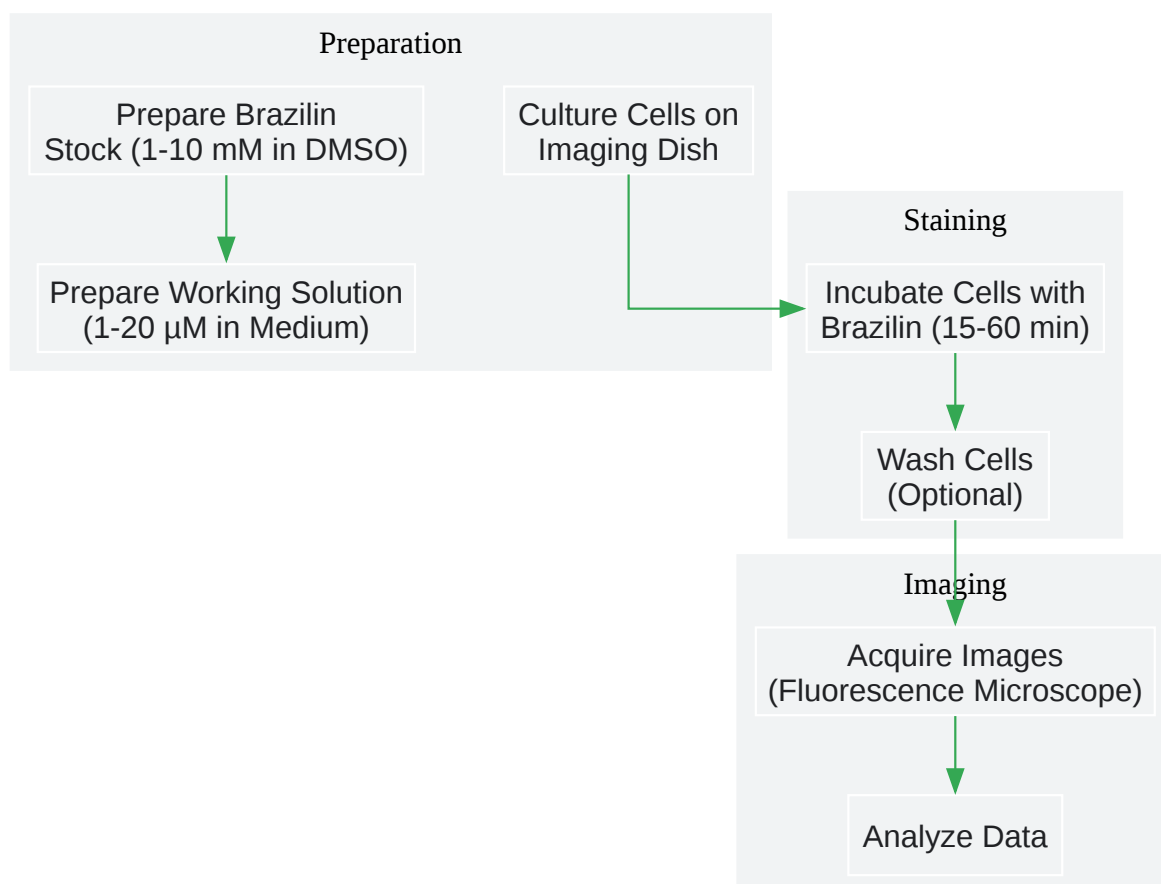 Preparation
Prepare Brazilin
Stock (1-10 mM in DMSO)
Culture Cells on
Imaging Dish
Prepare Working Solution
(1-20 µM in Medium)
Staining
Incubate Cells with
Brazilin (15-60 min)
Wash Cells
(Optional)
Imaging
Acquire Images
(Fluorescence Microscope)
Analyze Data